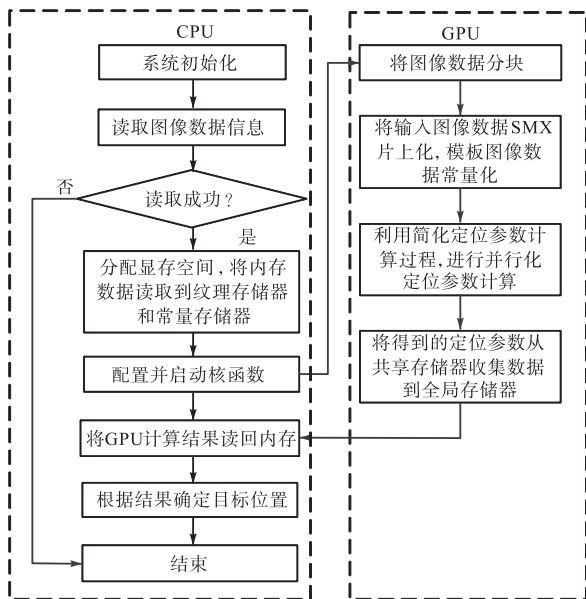 CPU
系统初始化
读取图像数据信息
读取成功?
否
是
分配显存空间,将内存
数据读取到纹理存储器
和常量存储器
配置并启动核函数
将GPU计算结果读回内存
根据结果确定目标位置
结束
GPU
将图像数据分块
将输入图像数据SMX
片上化,模板图像数
据常量化
利用简化定位参数计
算过程,进行并行化
定位参数计算
将得到的定位参数从
共享存储器收集数据
到全局存储器